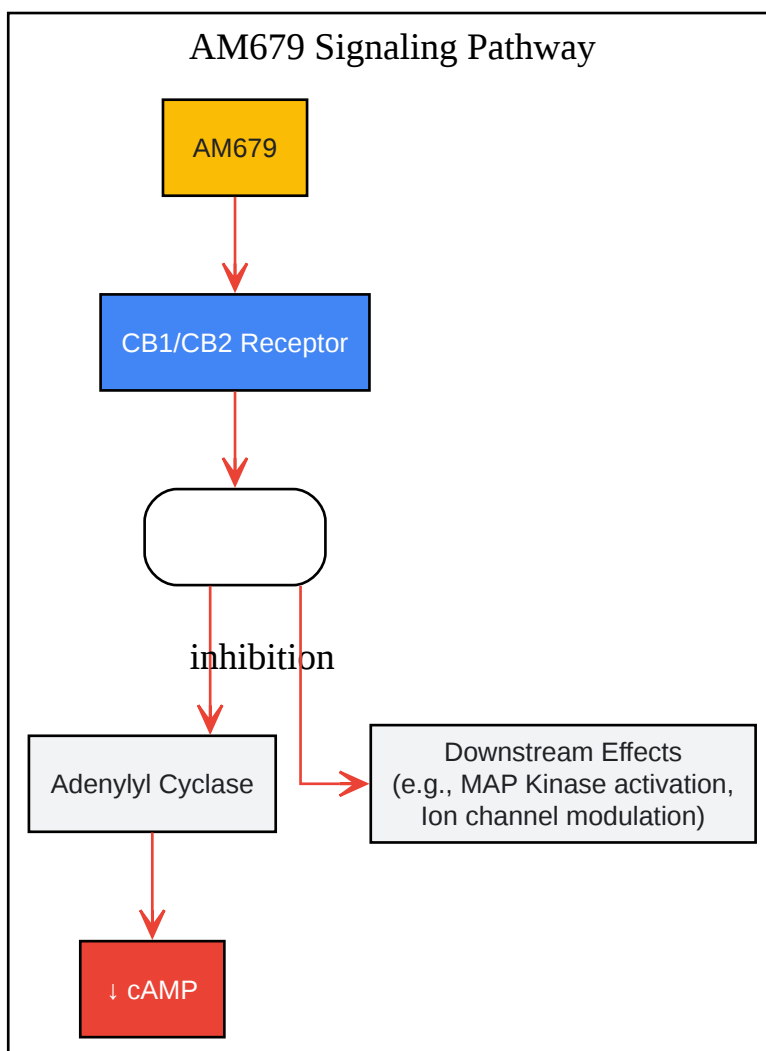 AM679 Signaling Pathway
AM679
CB1/CB2 Receptor
inhibition
Adenylyl Cyclase
Downstream Effects
(e.g., MAP Kinase activation,
Ion channel modulation)
↓ cAMP